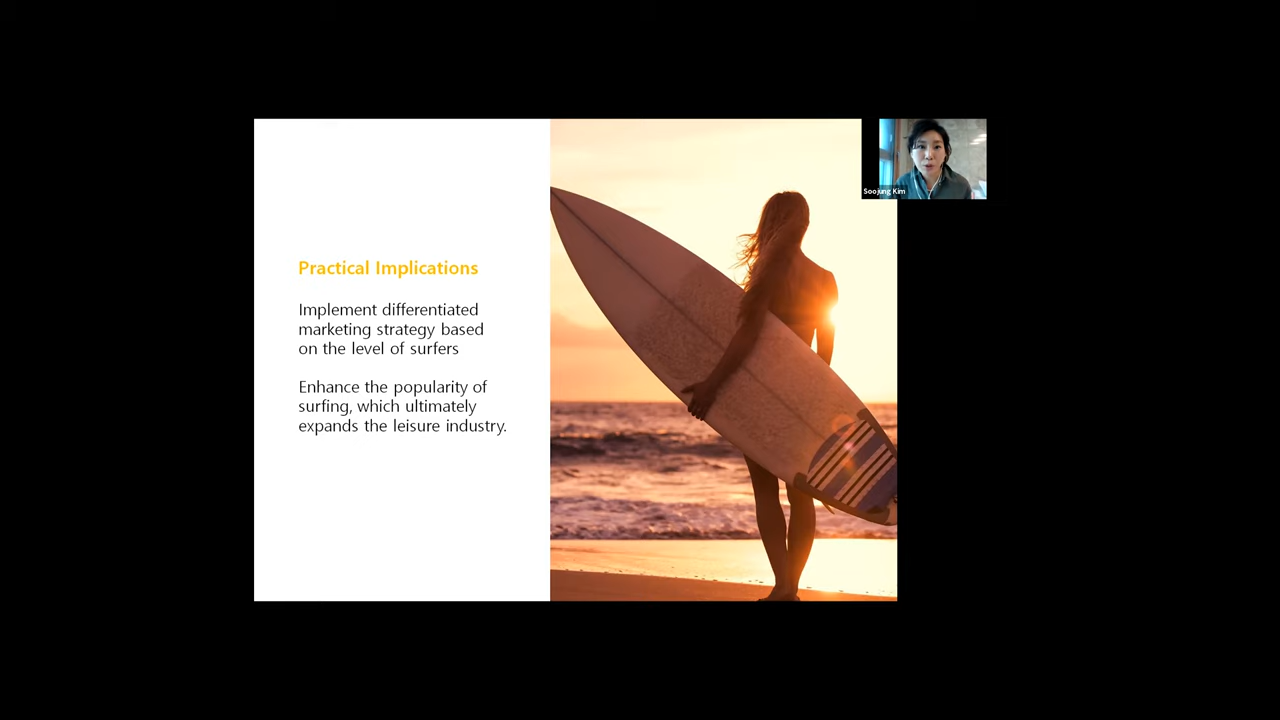 Practical Implications
Implement differentiated
marketing strategy based
on the level of surfers
Enhance the popularity of
surfing, which ultimately
expands the leisure industry.
Soojung Kim